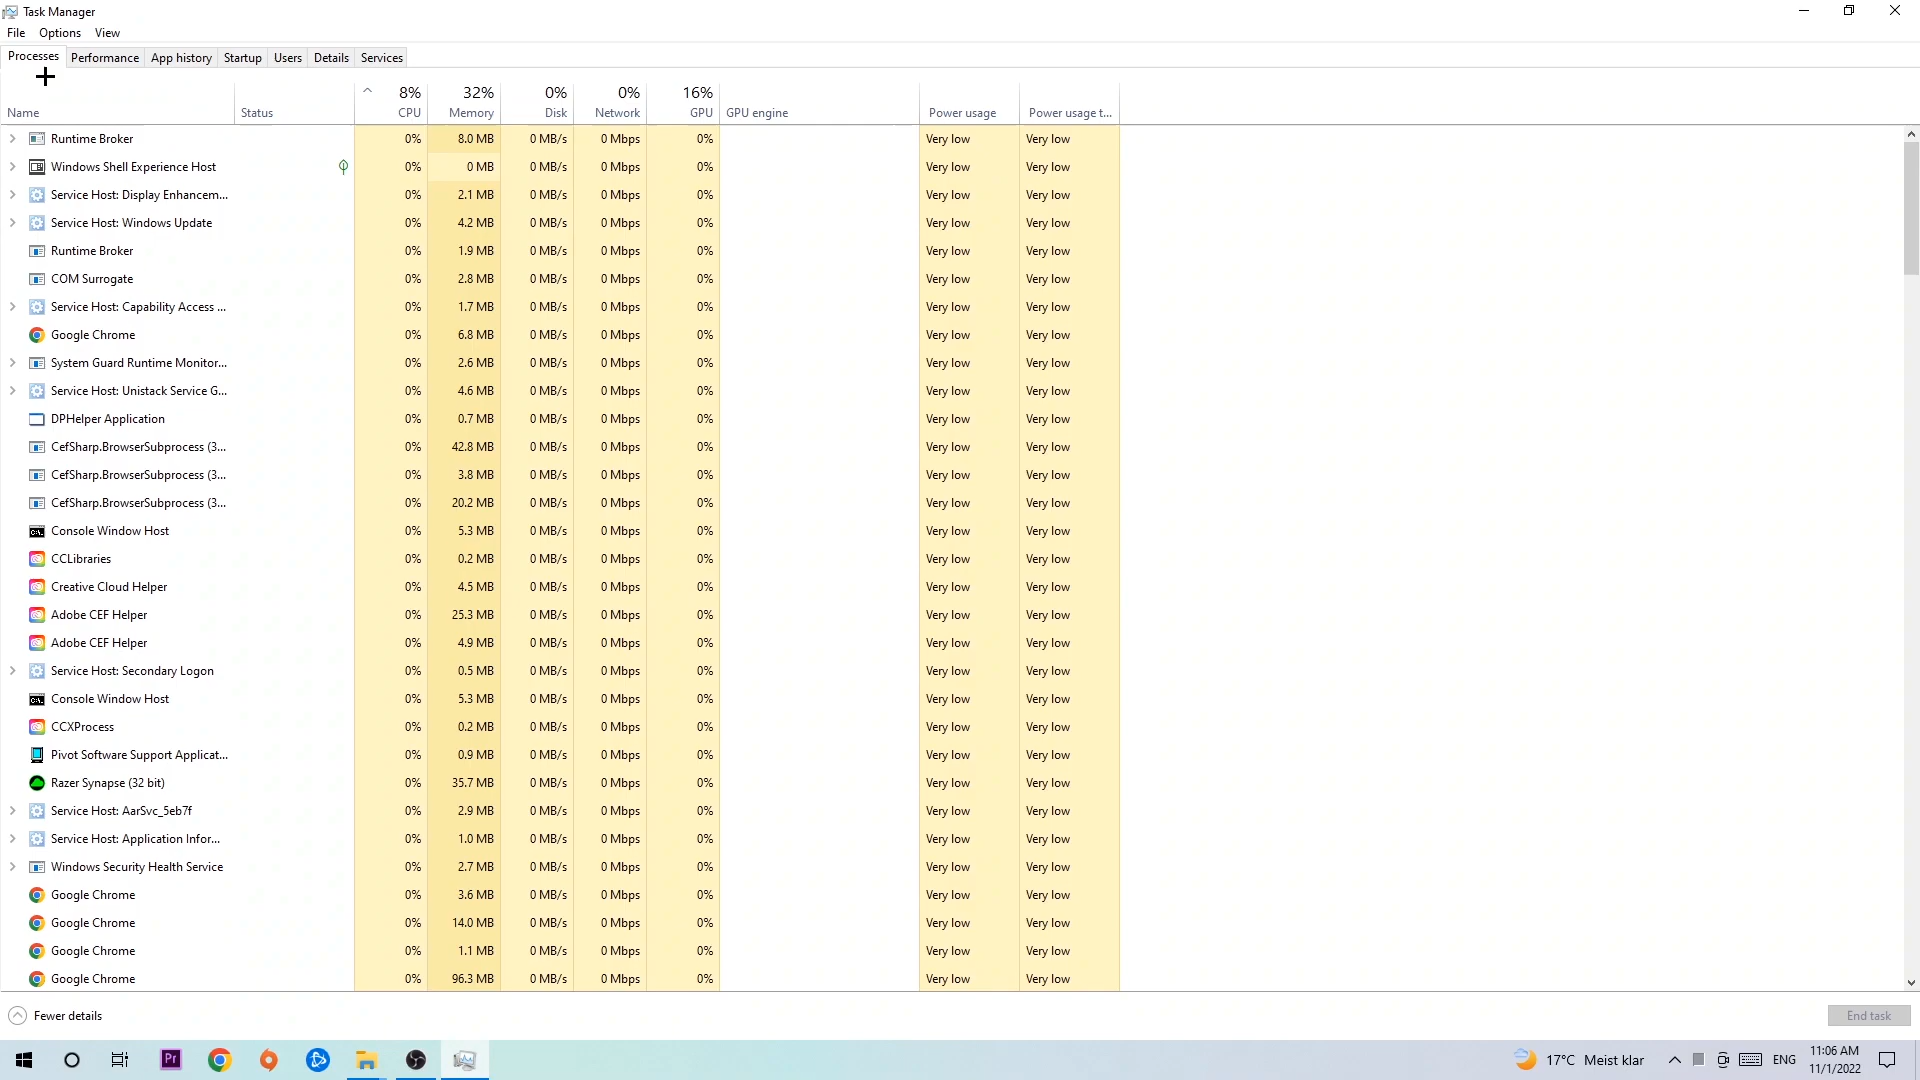 Task Manager
File Options View
Processes Performance App history Startup Users Details Services
8% 32% 0% 0% 16%
Name Status CPU Memory Disk Network GPU GPU engine Power usage Power usage t...
Runtime Broker 0% 8.0 MB 0 MB/s 0 Mbps 0% Very low Very low
Windows Shell Experience Host 0% 0 MB 0 MB/s 0 Mbps 0% Very low Very low
Service Host: Display Enhancem... 0% 2.1 MB 0 MB/s 0 Mbps 0% Very low Very low
Service Host: Windows Update 0% 4.2 MB 0 MB/s 0 Mbps 0% Very low Very low
Runtime Broker 0% 1.9 MB 0 MB/s 0 Mbps 0% Very low Very low
COM Surrogate 0% 2.8 MB 0 MB/s 0 Mbps 0% Very low Very low
Service Host: Capability Access ... 0% 1.7 MB 0 MB/s 0 Mbps 0% Very low Very low
Google Chrome 0% 6.8 MB 0 MB/s 0 Mbps 0% Very low Very low
System Guard Runtime Monitor... 0% 2.6 MB 0 MB/s 0 Mbps 0% Very low Very low
Service Host: Unistack Service G... 0% 4.6 MB 0 MB/s 0 Mbps 0% Very low Very low
DPHelper Application 0% 0.7 MB 0 MB/s 0 Mbps 0% Very low Very low
CefSharp.BrowserSubprocess (3... 0% 42.8 MB 0 MB/s 0 Mbps 0% Very low Very low
CefSharp.BrowserSubprocess (3... 0% 3.8 MB 0 MB/s 0 Mbps 0% Very low Very low
CefSharp.BrowserSubprocess (3... 0% 20.2 MB 0 MB/s 0 Mbps 0% Very low Very low
Console Window Host 0% 5.3 MB 0 MB/s 0 Mbps 0% Very low Very low
CCLibraries 0% 0.2 MB 0 MB/s 0 Mbps 0% Very low Very low
Creative Cloud Helper 0% 4.5 MB 0 MB/s 0 Mbps 0% Very low Very low
Adobe CEF Helper 0% 25.3 MB 0 MB/s 0 Mbps 0% Very low Very low
Adobe CEF Helper 0% 4.9 MB 0 MB/s 0 Mbps 0% Very low Very low
Service Host: Secondary Logon 0% 0.5 MB 0 MB/s 0 Mbps 0% Very low Very low
Console Window Host 0% 5.3 MB 0 MB/s 0 Mbps 0% Very low Very low
CCXProcess 0% 0.2 MB 0 MB/s 0 Mbps 0% Very low Very low
Pivot Software Support Applicat... 0% 0.9 MB 0 MB/s 0 Mbps 0% Very low Very low
Razer Synapse (32 bit) 0% 35.7 MB 0 MB/s 0 Mbps 0% Very low Very low
Service Host: AarSvc_5eb7f 0% 2.9 MB 0 MB/s 0 Mbps 0% Very low Very low
Service Host: Application Infor... 0% 1.0 MB 0 MB/s 0 Mbps 0% Very low Very low
Windows Security Health Service 0% 2.7 MB 0 MB/s 0 Mbps 0% Very low Very low
Google Chrome 0% 3.6 MB 0 MB/s 0 Mbps 0% Very low Very low
Google Chrome 0% 14.0 MB 0 MB/s 0 Mbps 0% Very low Very low
Google Chrome 0% 1.1 MB 0 MB/s 0 Mbps 0% Very low Very low
Google Chrome 0% 96.3 MB 0 MB/s 0 Mbps 0% Very low Very low
Fewer details End task
Pr 17°C Meist klar ENG 11:06 AM
11/1/2022